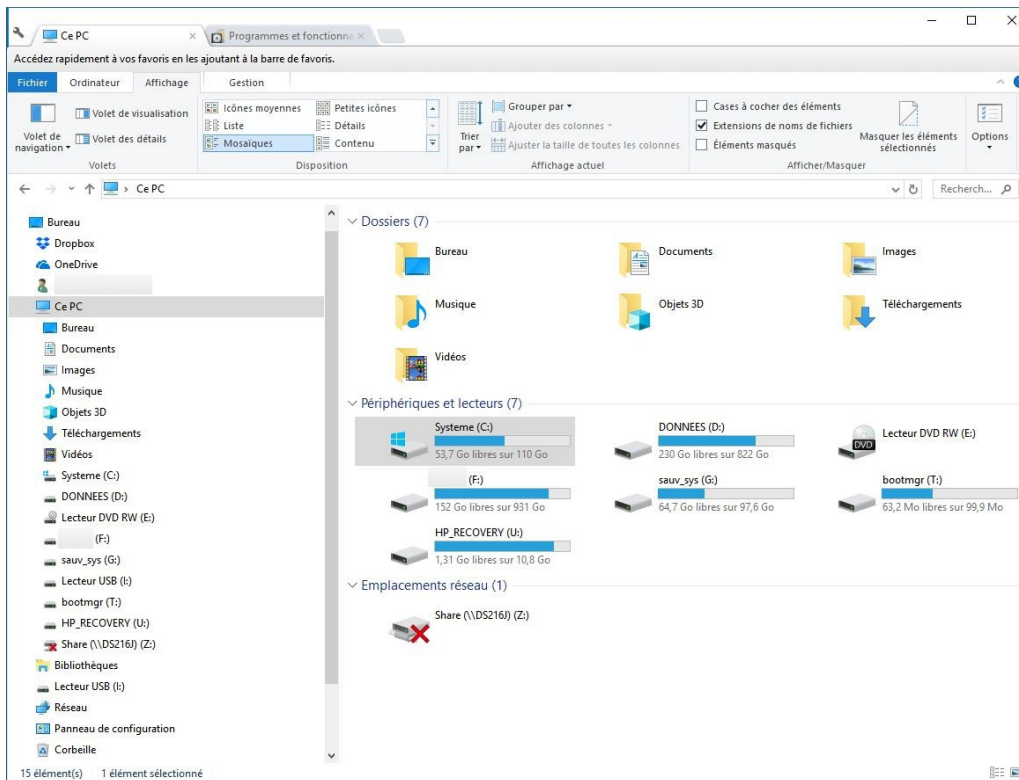 Ce PC
Programmes et fonctionna
Accédez rapidement à vos favoris en les ajoutant à la barre de favoris.
Fichier Ordinateur Affichage Gestion
Volet de navigation
Volet de visualisation
Volet des détails
Volets
Icônes moyennes Petites icônes
Liste Détails
Mosaïques Contenu
Disposition
Trier par
Grouper par
Ajouter des colonnes
Ajuster la taille de toutes les colonnes
Affichage actuel
Cases à cocher des éléments
Extensions de noms de fichiers
Éléments masqués
Masquer les éléments sélectionnés
Afficher/Masquer
Options
Ce PC
Recherch...
Bureau
Dropbox
OneDrive
Ce PC
Bureau
Documents
Images
Musique
Objets 3D
Téléchargements
Vidéos
Systeme (C:)
DONNEES (D:)
Lecteur DVD RW (E:)
(F:)
sauv_sys (G:)
Lecteur USB (I:)
bootmgr (T:)
HP_RECOVERY (U:)
Share (\\DS216J) (Z:)
Bibliothèques
Lecteur USB (I:)
Réseau
Panneau de configuration
Corbeille
Dossiers (7)
Bureau
Documents
Images
Musique
Objets 3D
Téléchargements
Vidéos
Périphériques et lecteurs (7)
Systeme (C:)
53,7 Go libres sur 110 Go
DONNEES (D:)
230 Go libres sur 822 Go
DVD
Lecteur DVD RW (E:)
(F:)
152 Go libres sur 931 Go
sauv_sys (G:)
64,7 Go libres sur 97,6 Go
bootmgr (T:)
63,2 Mo libres sur 99,9 Mo
HP_RECOVERY (U:)
1,31 Go libres sur 10,8 Go
Emplacements réseau (1)
Share (\\DS216J) (Z:)
15 élément(s) 1 élément sélectionné